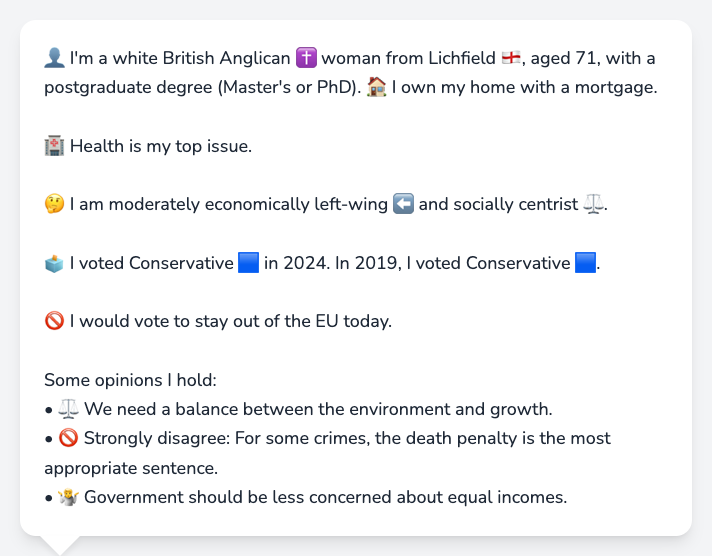 👤 I'm a white British Anglican ✝️ woman from Lichfield 🏴󠁧󠁢󠁥󠁮󠁧󠁿, aged 71, with a
postgraduate degree (Master's or PhD). 🏠 I own my home with a mortgage.
🏥 Health is my top issue.
🤔 I am moderately economically left-wing ⬅️ and socially centrist ⚖️.
🗳️ I voted Conservative 🟦 in 2024. In 2019, I voted Conservative 🟦.
🚫 I would vote to stay out of the EU today.
Some opinions I hold:
• ⚖️ We need a balance between the environment and growth.
• 🚫 Strongly disagree: For some crimes, the death penalty is the most
appropriate sentence.
• 🤷 Government should be less concerned about equal incomes.